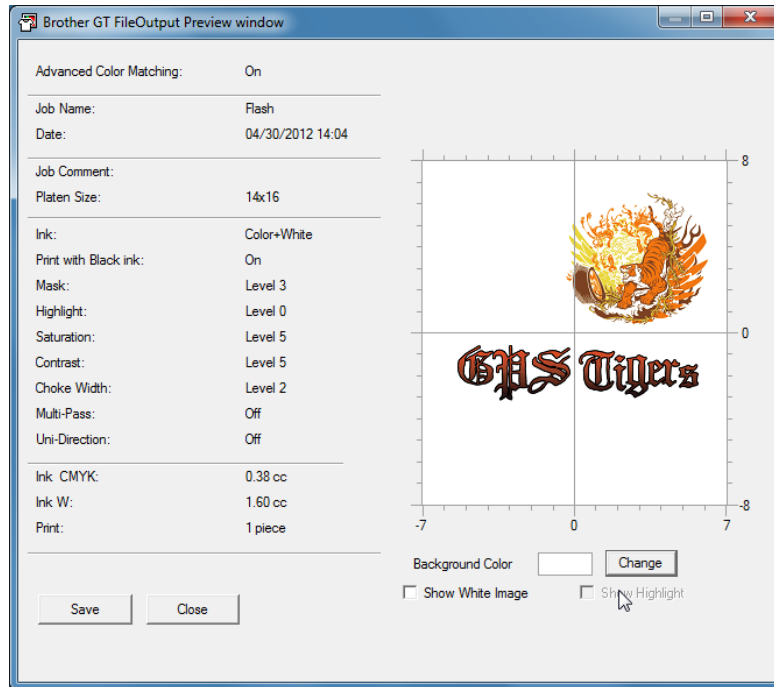 Brother GT FileOutput Preview window
Advanced Color Matching: On
Job Name: Flash
Date: 04/30/2012 14:04
Job Comment:
Platen Size: 14x16
Ink: Color+White
Print with Black ink: On
Mask: Level 3
Highlight: Level 0
Saturation: Level 5
Contrast: Level 5
Choke Width: Level 2
Multi-Pass: Off
Uni-Direction: Off
Ink CMYK: 0.38 cc
Ink W: 1.60 cc
Print: 1 piece
Save Close
8
0
GPS Tigers
-8
-7 0 7
Background Color Change
Show White Image Show Highlight